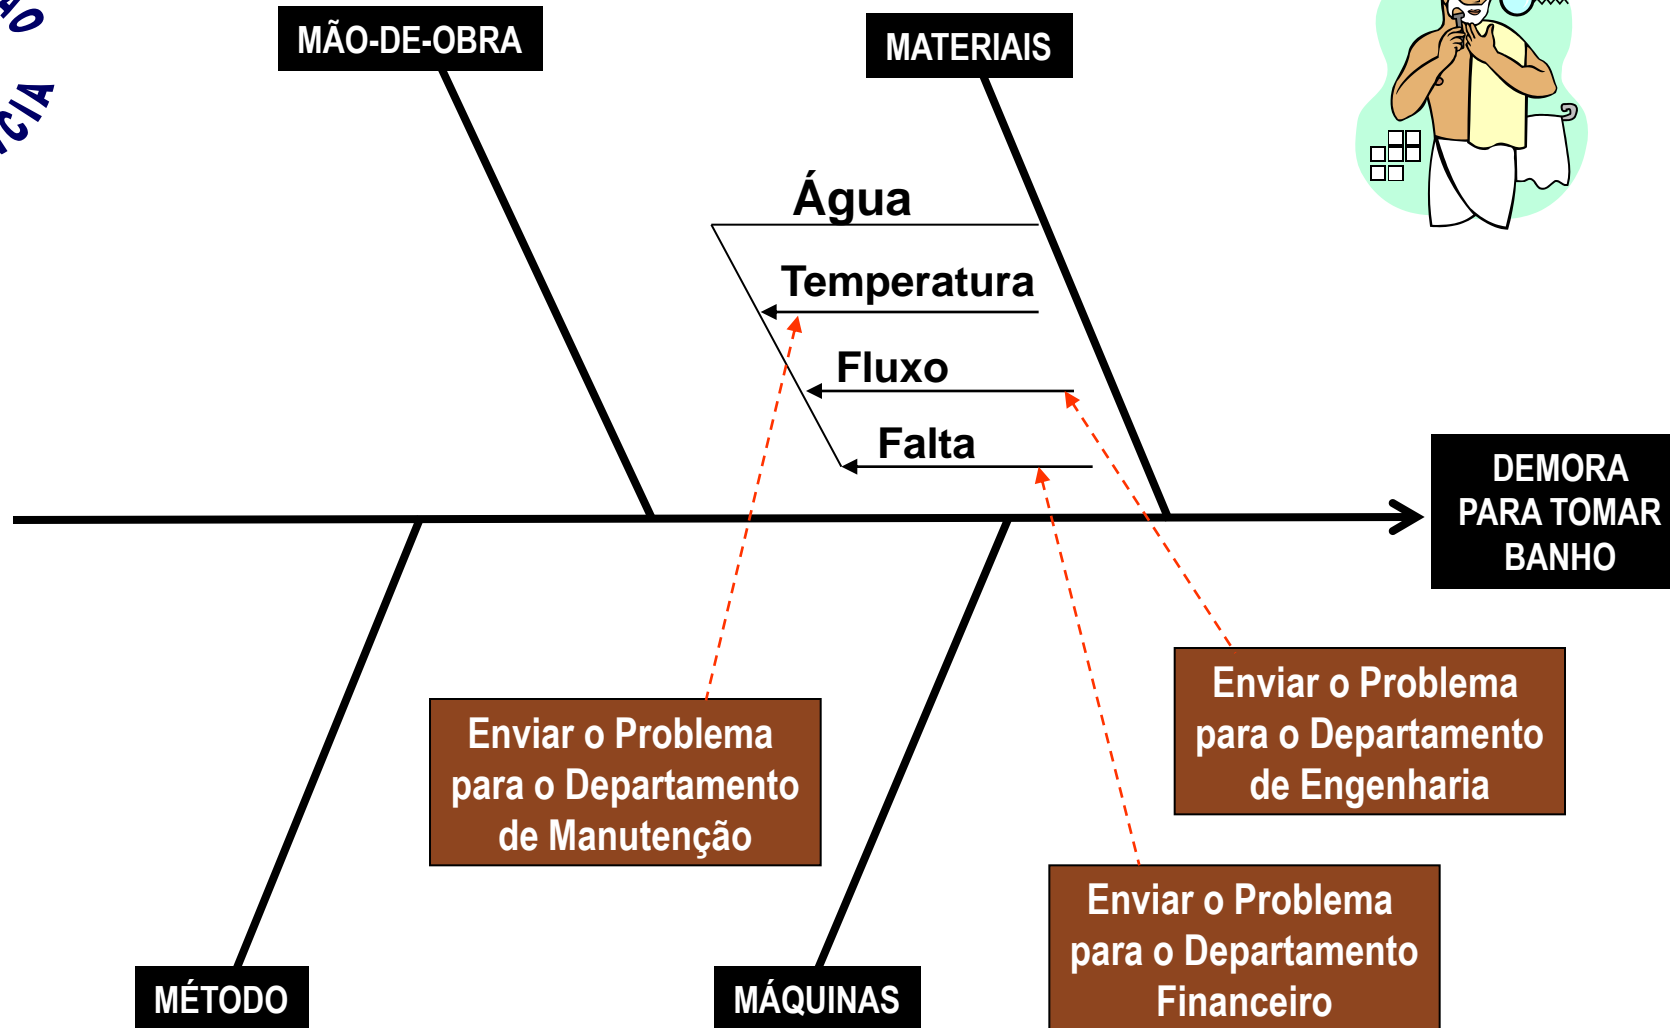 MÃO-DE-OBRA
MATERIAIS
Água
Temperatura
Fluxo
Falta
DEMORA
PARA TOMAR
BANHO
Enviar o Problema
para o Departamento
de Manutenção
Enviar o Problema
para o Departamento
de Engenharia
Enviar o Problema
para o Departamento
Financeiro
MÉTODO
MÁQUINAS